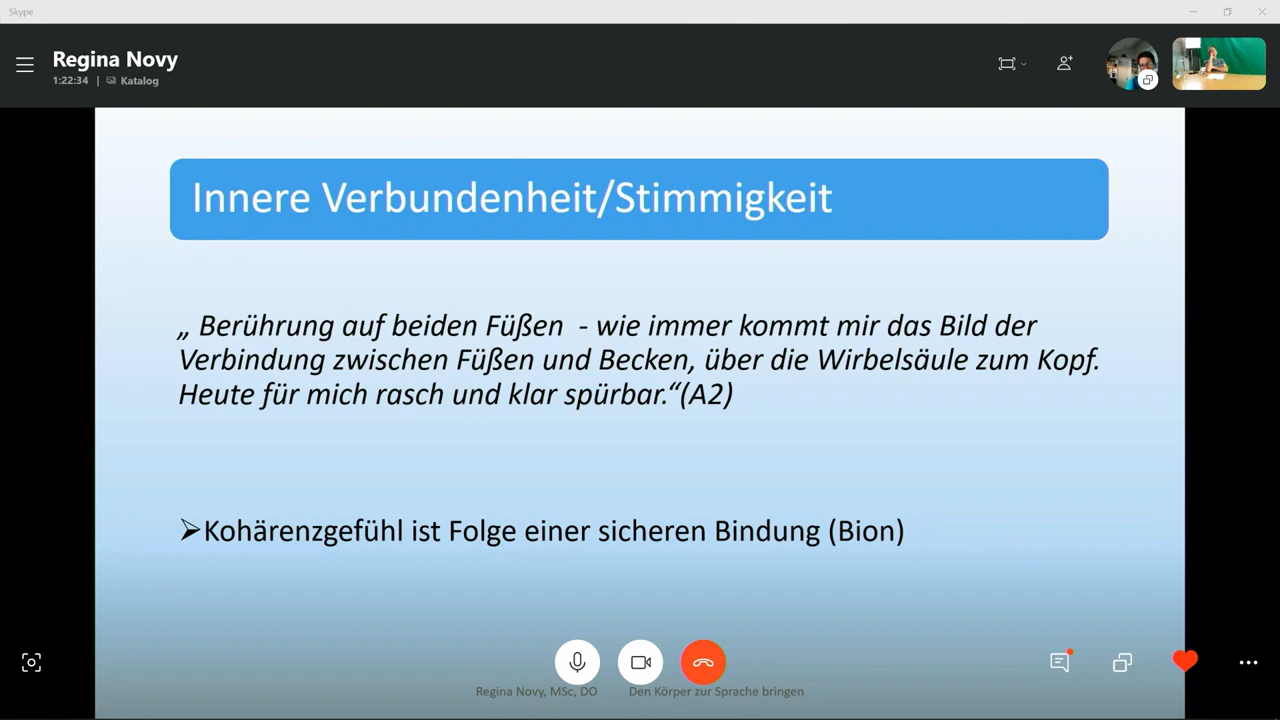 Skype
Regina Novy
1:22:34 | Katalog
Innere Verbundenheit/Stimmigkeit
„ Berührung auf beiden Füßen - wie immer kommt mir das Bild der
Verbindung zwischen Füßen und Becken, über die Wirbelsäule zum Kopf.
Heute für mich rasch und klar spürbar.“(A2)
➢Kohärenzgefühl ist Folge einer sicheren Bindung (Bion)
Regina Novy, MSc, DO Den Körper zur Sprache bringen